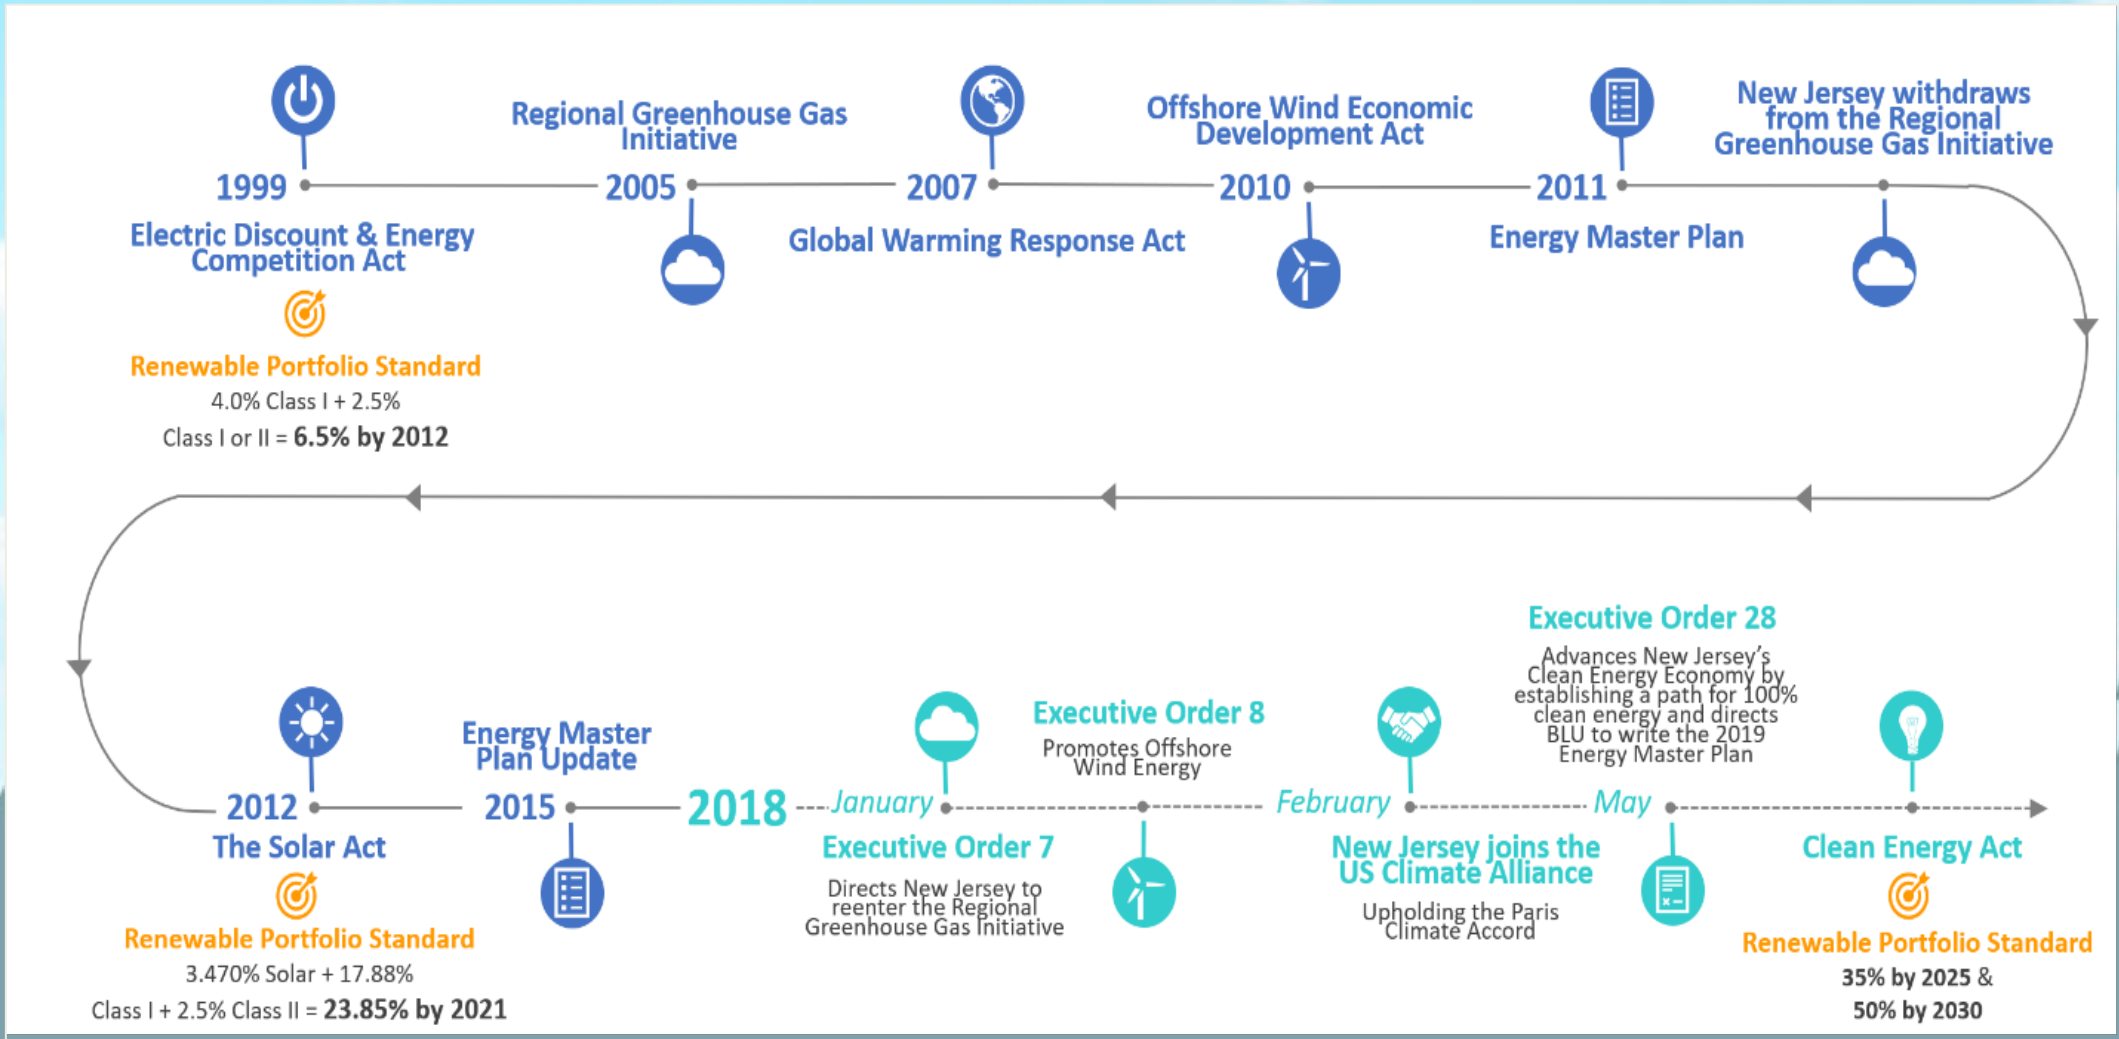 1999
Electric Discount & Energy
Competition Act
Renewable Portfolio Standard
4.0% Class I + 2.5%
Class I or II = 6.5% by 2012
Regional Greenhouse Gas
Initiative
2005
2007
Global Warming Response Act
Offshore Wind Economic
Development Act
2010
2011
Energy Master Plan
New Jersey withdraws
from the Regional
Greenhouse Gas Initiative
2012
The Solar Act
Renewable Portfolio Standard
3.470% Solar + 17.88%
Class I + 2.5% Class II = 23.85% by 2021
Energy Master
Plan Update
2015
2018
January
Executive Order 7
Directs New Jersey to
reenter the Regional
Greenhouse Gas Initiative
Executive Order 8
Promotes Offshore
Wind Energy
February
New Jersey joins the
US Climate Alliance
Upholding the Paris
Climate Accord
Executive Order 28
Advances New Jersey's
Clean Energy Economy by
establishing a path for 100%
clean energy and directs
BLU to write the 2019
Energy Master Plan
May
Clean Energy Act
Renewable Portfolio Standard
35% by 2025 &
50% by 2030